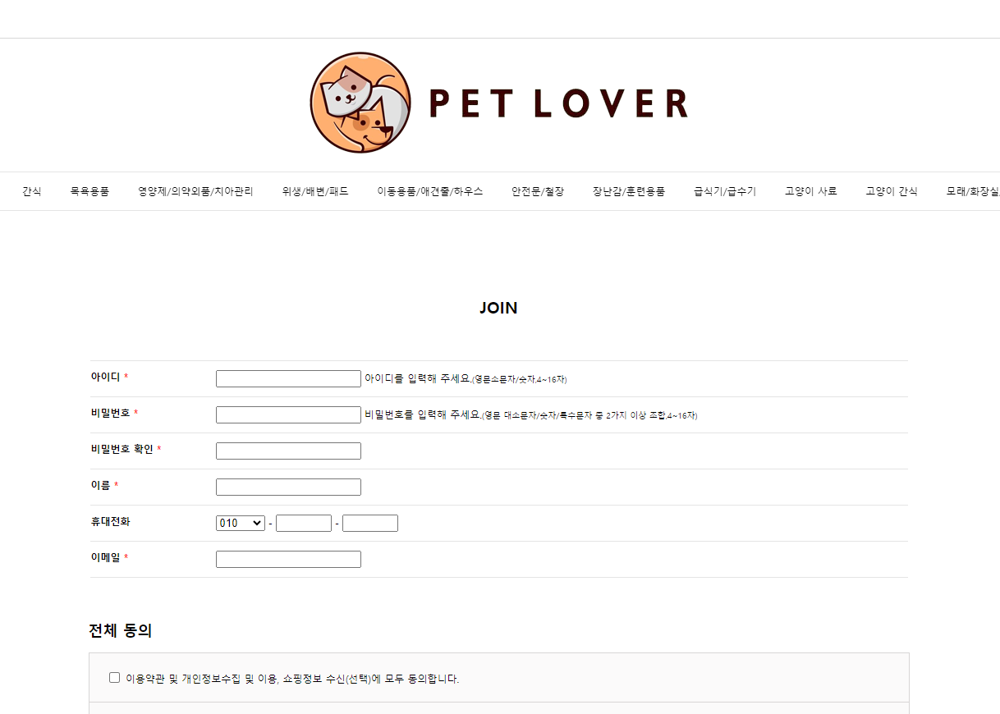 PET LOVER
간식 목욕용품 영양제/의약외품/치아관리 위생/배변/패드 이동용품/애견줄/하우스 안전문/철장 장난감/훈련용품 급식기/급수기 고양이 사료 고양이 간식 모래/화장실/
JOIN
아이디 * 아이디를 입력해 주세요.(영문소문자/숫자,4~16자)
비밀번호 * 비밀번호를 입력해 주세요.(영문 대소문자/숫자/특수문자 중 2가지 이상 조합,4~16자)
비밀번호 확인 *
이름 *
휴대전화 010 - -
이메일 *
전체 동의
이용약관 및 개인정보수집 및 이용, 쇼핑정보 수신(선택)에 모두 동의합니다.